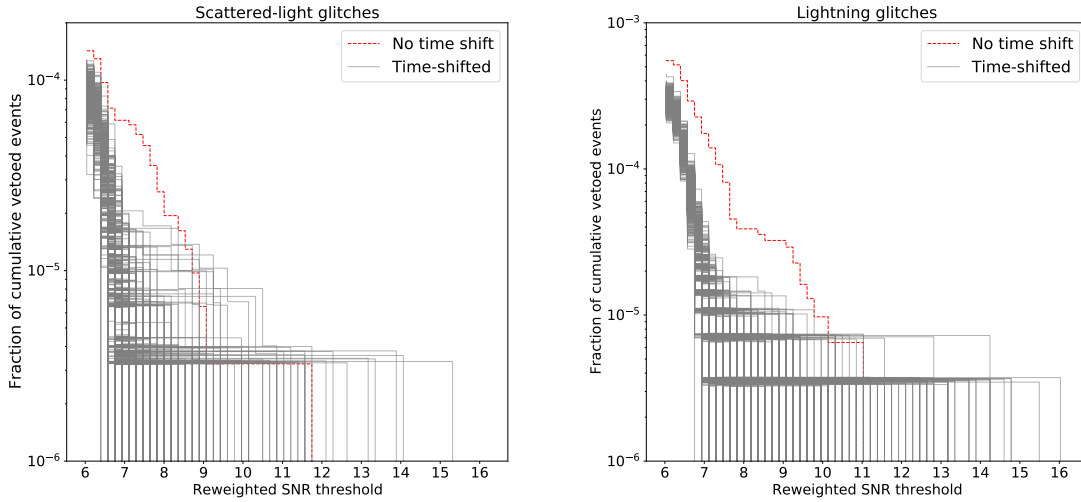 Scattered-light glitches
No time shift
Time-shifted
10⁻⁴
10⁻⁵
10⁻⁶
Fraction of cumulative vetoed events
6 7 8 9 10 11 12 13 14 15 16
Reweighted SNR threshold
Lightning glitches
No time shift
Time-shifted
10⁻³
10⁻⁴
10⁻⁵
10⁻⁶
Fraction of cumulative vetoed events
6 7 8 9 10 11 12 13 14 15 16
Reweighted SNR threshold